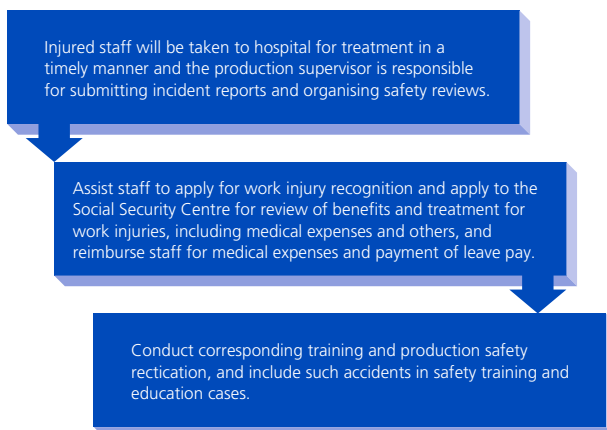 Injured staff will be taken to hospital for treatment in a
timely manner and the production supervisor is responsible
for submitting incident reports and organising safety reviews.
Assist staff to apply for work injury recognition and apply to the
Social Security Centre for review of benefits and treatment for
work injuries, including medical expenses and others, and
reimburse staff for medical expenses and payment of leave pay.
Conduct corresponding training and production safety
rectication, and include such accidents in safety training and
education cases.